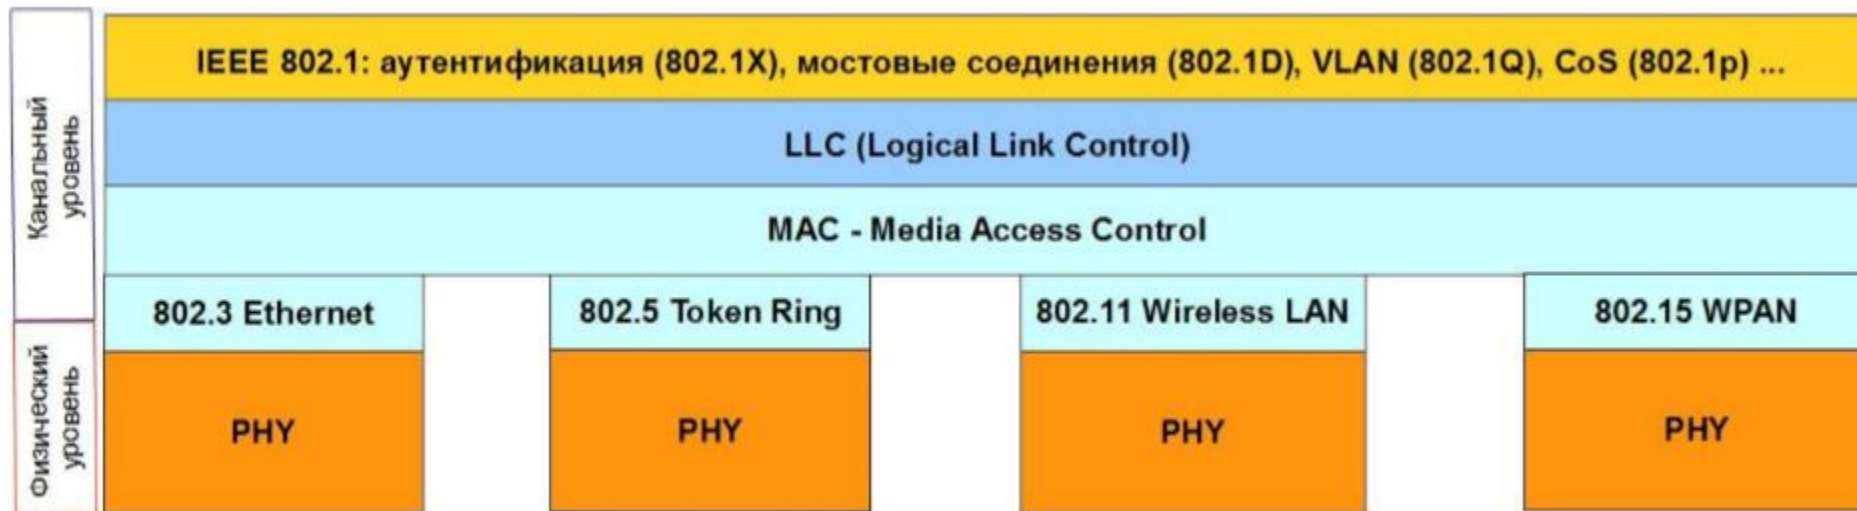 Канальный
уровень
IEEE 802.1: аутентификация (802.1X), мостовые соединения (802.1D), VLAN (802.1Q), CoS (802.1p) ...
LLC (Logical Link Control)
MAC - Media Access Control
802.3 Ethernet
802.5 Token Ring
802.11 Wireless LAN
802.15 WPAN
Физический
уровень
PHY
PHY
PHY
PHY